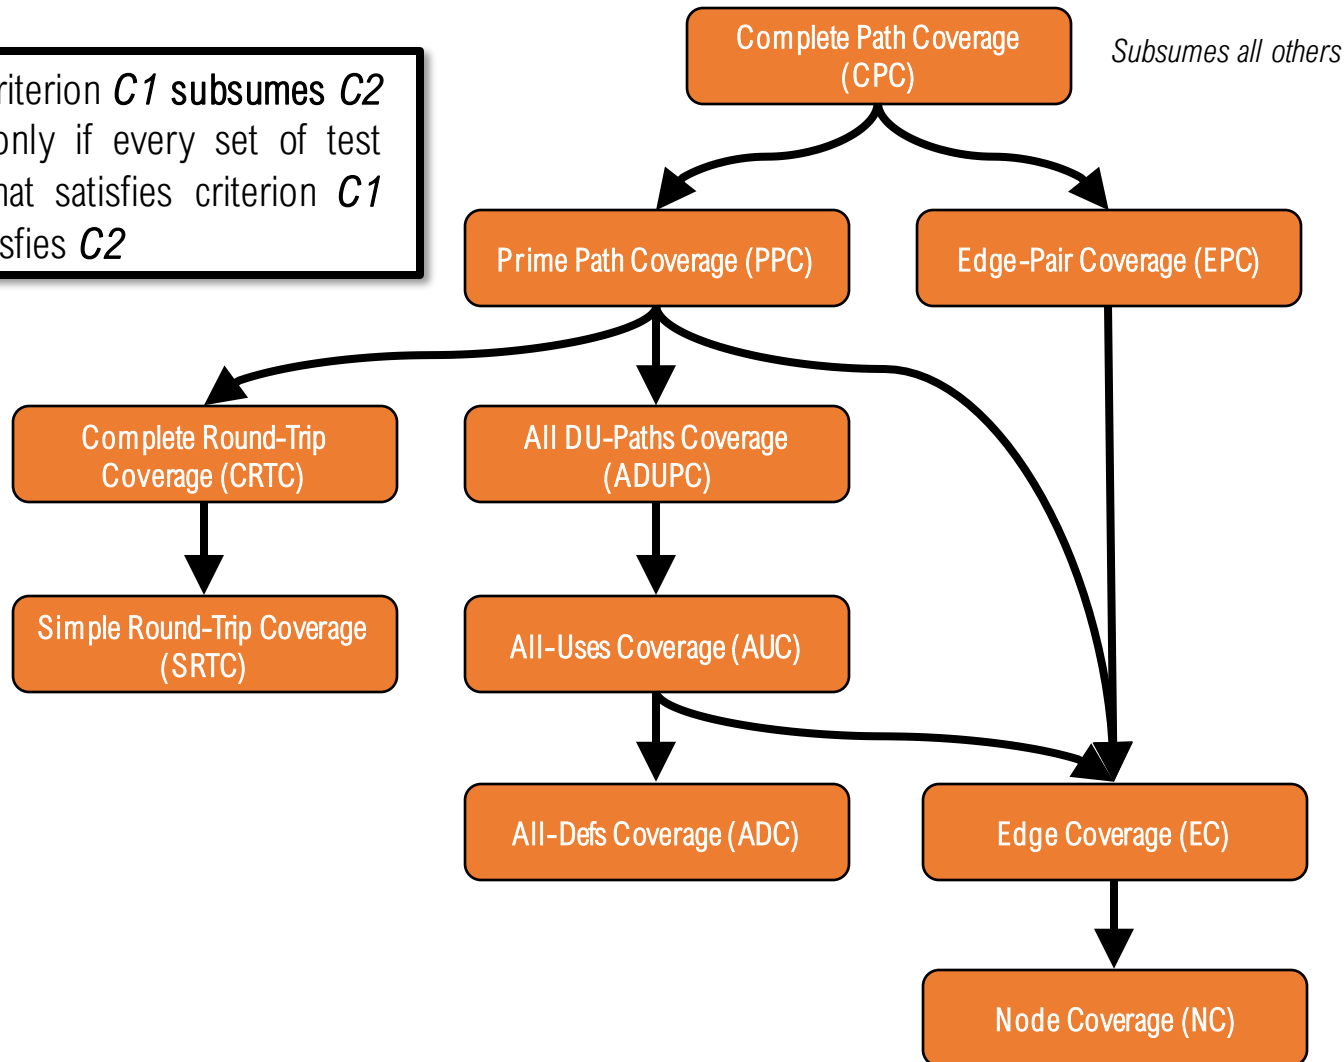 Complete Path Coverage
(CPC)
Subsumes all others
riterion C1 subsumes C2
only if every set of test
hat satisfies criterion C1
sfies C2
Prime Path Coverage (PPC)
Edge-Pair Coverage (EPC)
Complete Round-Trip
Coverage (CRTC)
All DU-Paths Coverage
(ADUPC)
Simple Round-Trip Coverage
(SRTC)
All-Uses Coverage (AUC)
All-Defs Coverage (ADC)
Edge Coverage (EC)
Node Coverage (NC)